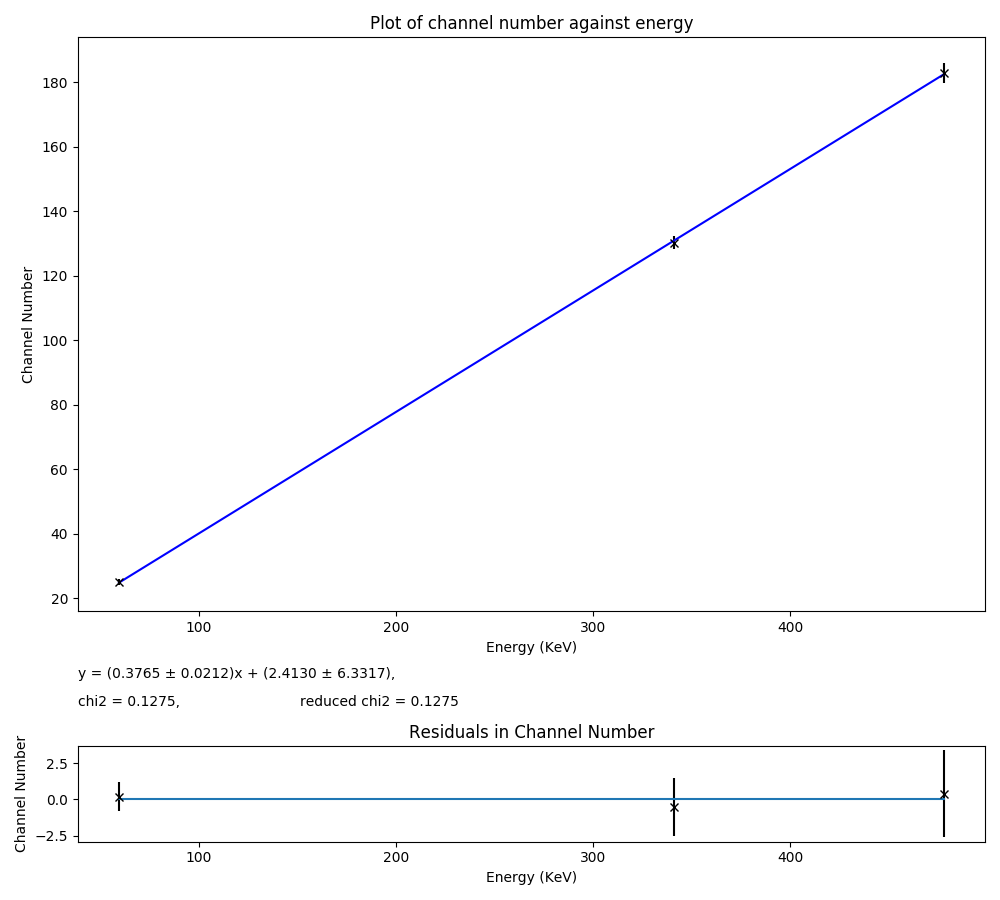 Plot of channel number against energy
Channel Number
180
160
140
120
100
80
60
40
20
100 200 300 400
Energy (KeV)
y = (0.3765 ± 0.0212)x + (2.4130 ± 6.3317),
chi2 = 0.1275, reduced chi2 = 0.1275
Residuals in Channel Number
Channel Number
2.5
0.0
−2.5
100 200 300 400
Energy (KeV)